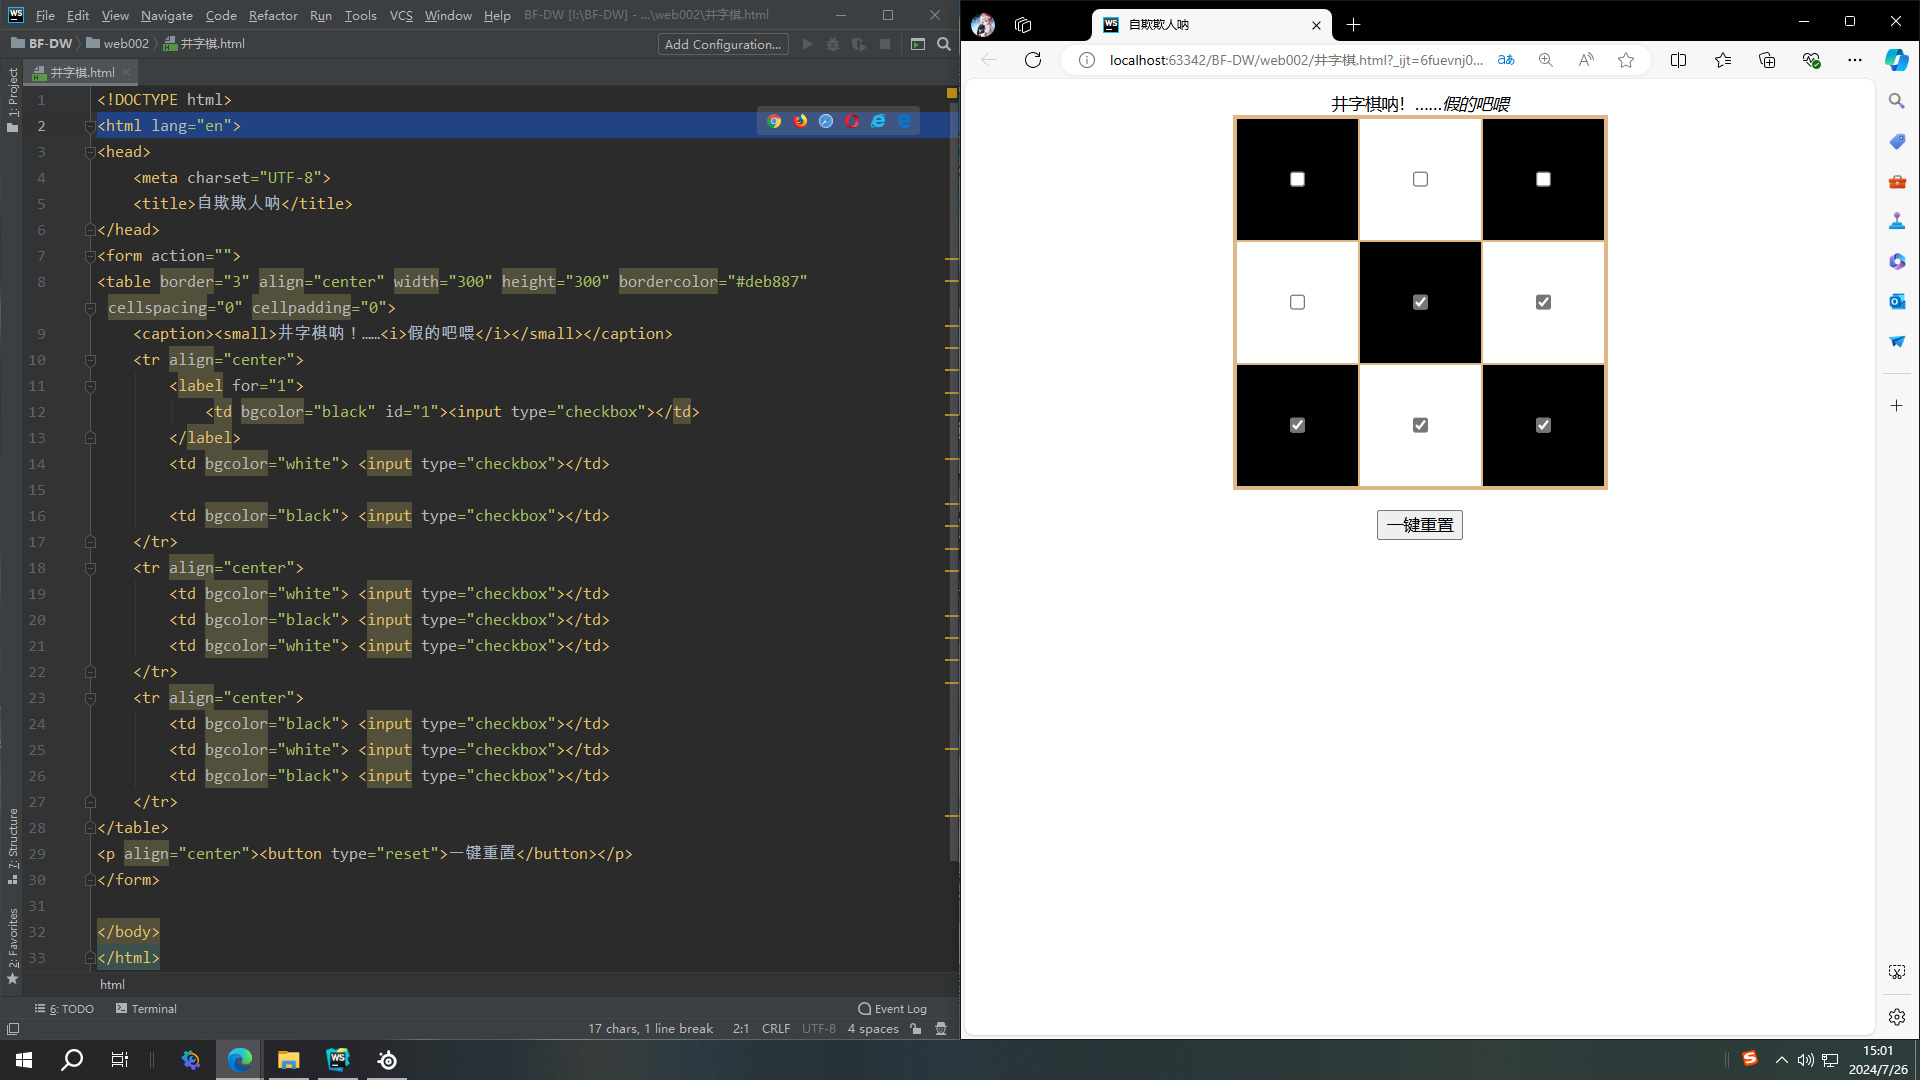 File Edit View Navigate Code Refactor Run Tools VCS Window Help BF-DW [I:\BF-DW] - ...\web002\井字棋.html
BF-DW web002 井字棋.html Add Configuration...
井字棋.html
1: Project
7: Structure
2: Favorites
1 <!DOCTYPE html>
2 <html lang="en">
3 <head>
4 <meta charset="UTF-8">
5 <title>自欺欺人呐</title>
6 </head>
7 <form action="">
8 <table border="3" align="center" width="300" height="300" bordercolor="#deb887"
cellspacing="0" cellpadding="0">
9 <caption><small>井字棋呐！……<i>假的吧喂</i></small></caption>
10 <tr align="center">
11 <label for="1">
12 <td bgcolor="black" id="1"><input type="checkbox"></td>
13 </label>
14 <td bgcolor="white"> <input type="checkbox"></td>
15
16 <td bgcolor="black"> <input type="checkbox"></td>
17 </tr>
18 <tr align="center">
19 <td bgcolor="white"> <input type="checkbox"></td>
20 <td bgcolor="black"> <input type="checkbox"></td>
21 <td bgcolor="white"> <input type="checkbox"></td>
22 </tr>
23 <tr align="center">
24 <td bgcolor="black"> <input type="checkbox"></td>
25 <td bgcolor="white"> <input type="checkbox"></td>
26 <td bgcolor="black"> <input type="checkbox"></td>
27 </tr>
28 </table>
29 <p align="center"><button type="reset">一键重置</button></p>
30 </form>
31
32 </body>
33 </html>
html
6: TODO Terminal Event Log
17 chars, 1 line break 2:1 CRLF UTF-8 4 spaces
自欺欺人呐
localhost:63342/BF-DW/web002/井字棋.html?_ijt=6fuevnj0...
井字棋呐！……假的吧喂
一键重置
15:01
2024/7/26